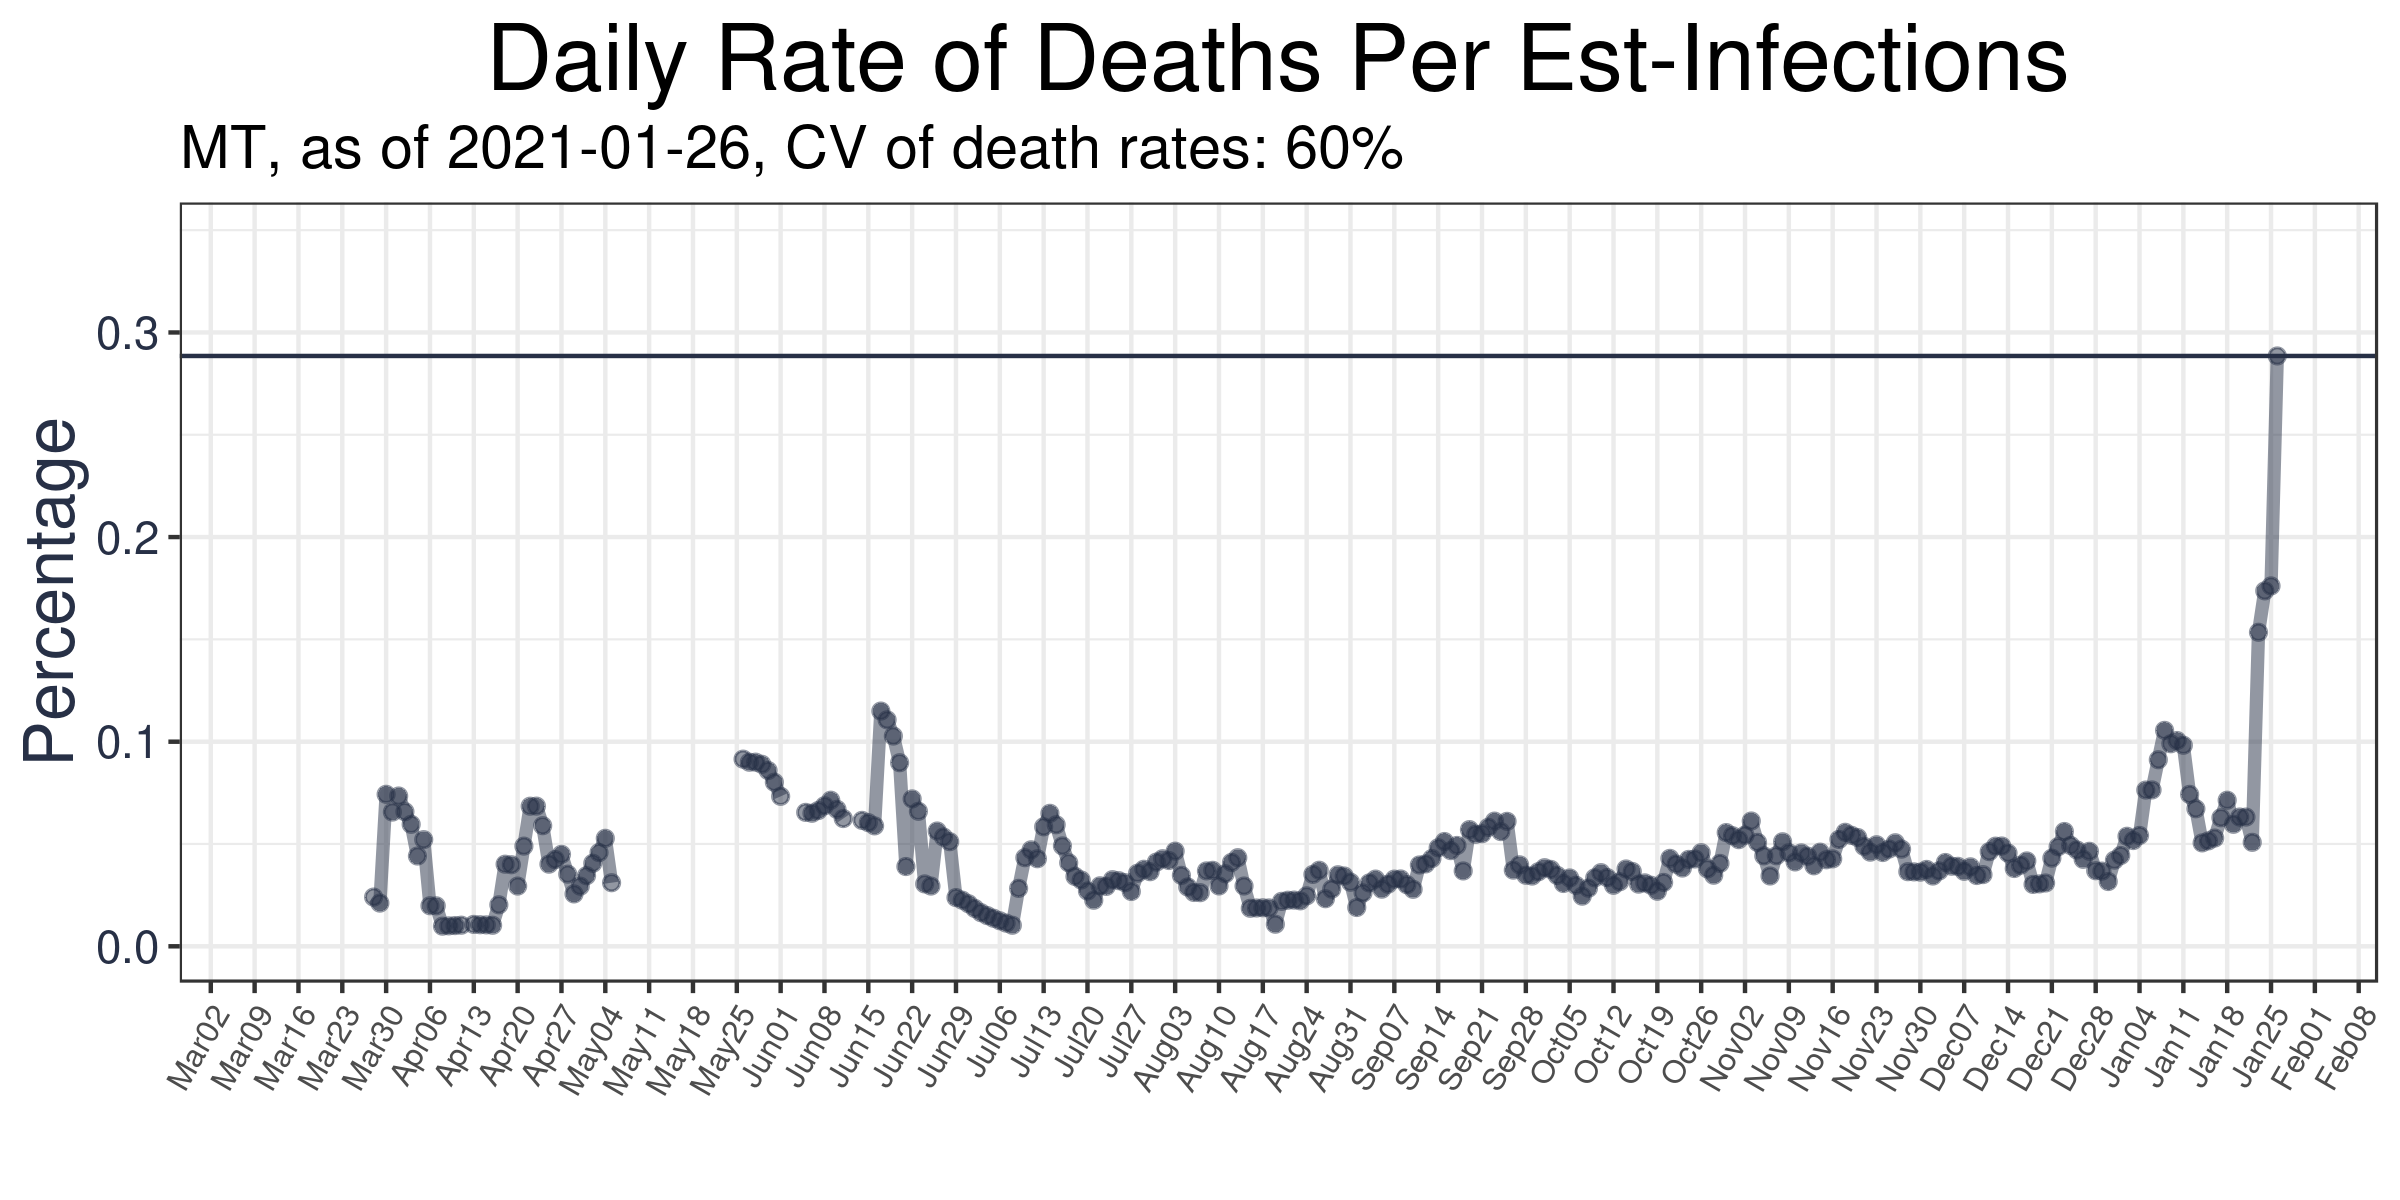 Daily Rate of Deaths Per Est-Infections
MT, as of 2021-01-26, CV of death rates: 60%
Percentage
0.3
0.2
0.1
0.0
Mar02
Mar09
Mar16
Mar23
Mar30
Apr06
Apr13
Apr20
Apr27
May04
May11
May18
May25
Jun01
Jun08
Jun15
Jun22
Jun29
Jul06
Jul13
Jul20
Jul27
Aug03
Aug10
Aug17
Aug24
Aug31
Sep07
Sep14
Sep21
Sep28
Oct05
Oct12
Oct19
Oct26
Nov02
Nov09
Nov16
Nov23
Nov30
Dec07
Dec14
Dec21
Dec28
Jan04
Jan11
Jan18
Jan25
Feb01
Feb08